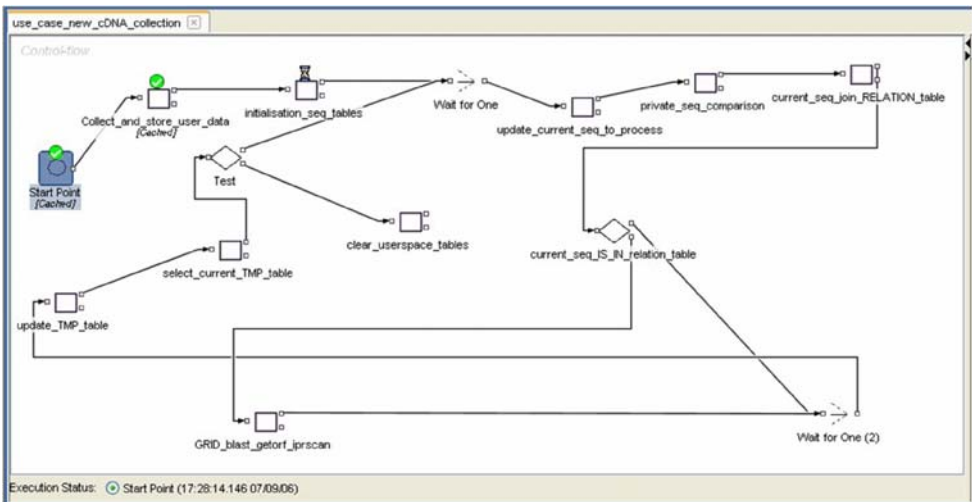 use_case_new_cDNA_collection
Control-flow
Wait for One
Collect_and_store_user_data
[Cached]
initialisation_seq_tables
update_current_seq_to_process
private_seq_comparison
current_seq_join_RELATION_table
Start Point
[Cached]
Test
clear_userspace_tables
current_seq_IS_IN_relation_table
select_current_TMP_table
update_TMP_table
GRID_blast_getorf_iprscan
Wait for One (2)
Execution Status: Start Point (17:28:14.146 07/09/06)